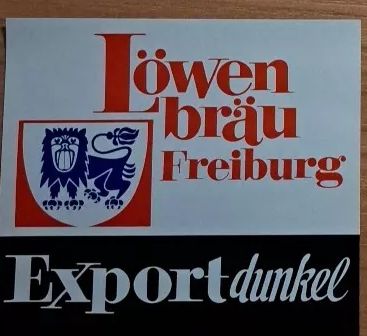 Löwen
bräu
Freiburg
Export dunkel